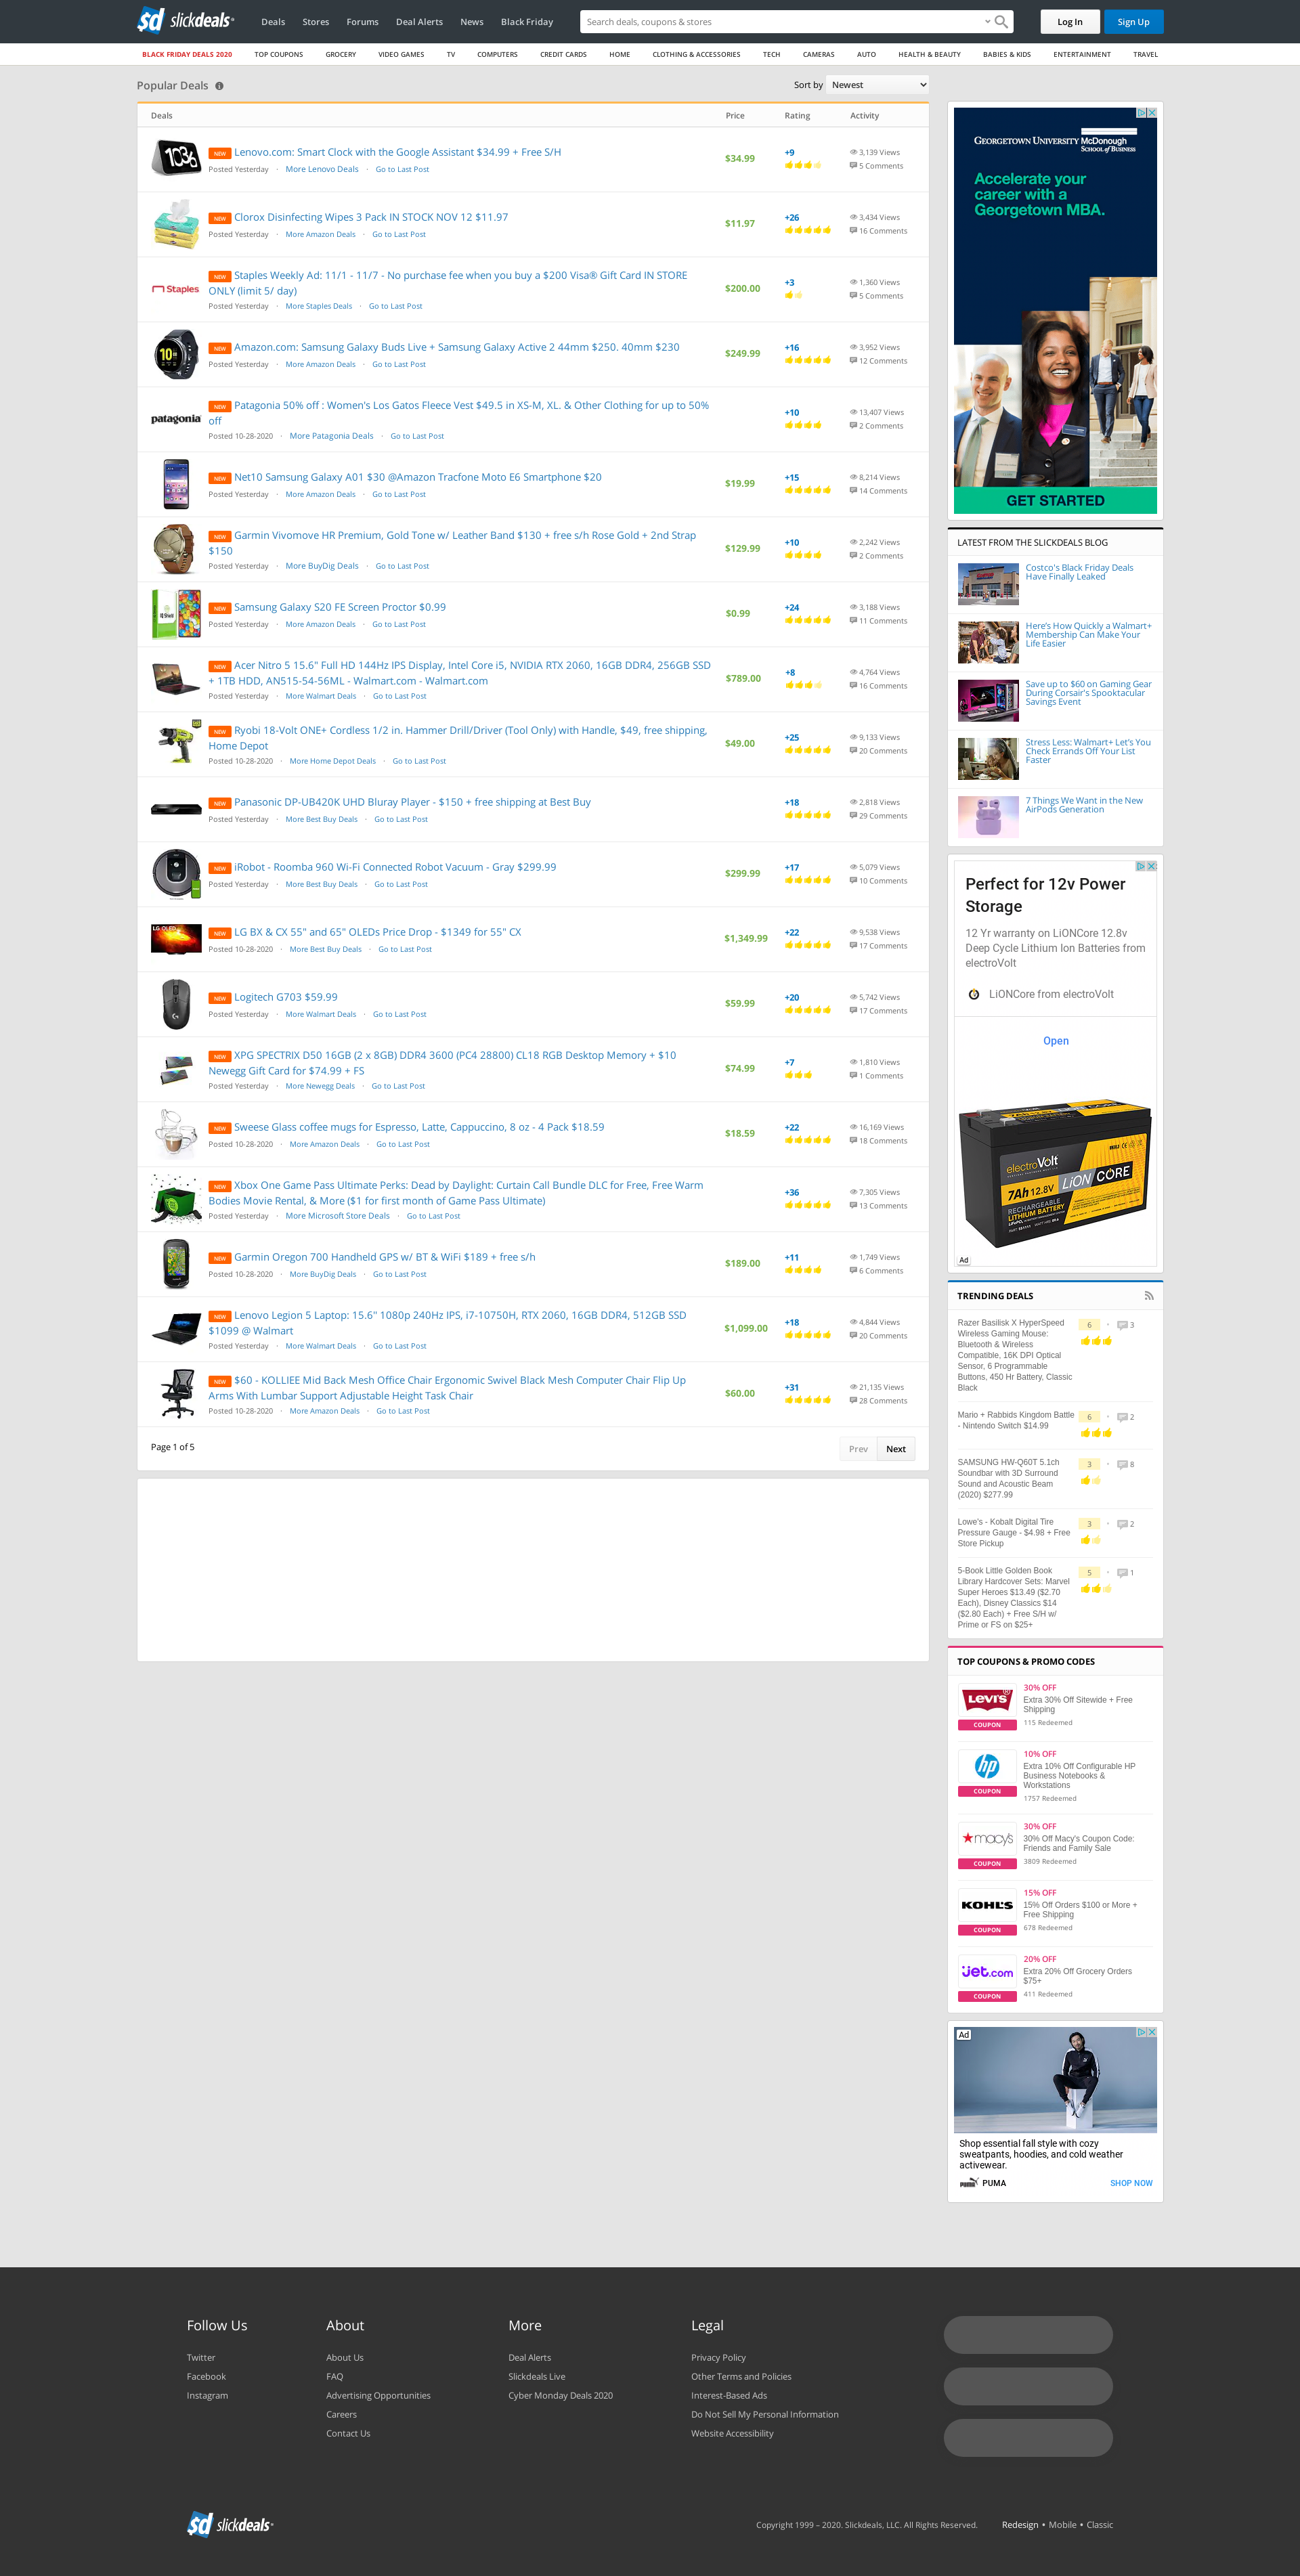 sd slickdeals
Deals Stores Forums Deal Alerts News Black Friday
Search deals, coupons & stores
Log In
Sign Up
BLACK FRIDAY DEALS 2020 TOP COUPONS GROCERY VIDEO GAMES TV COMPUTERS CREDIT CARDS HOME CLOTHING & ACCESSORIES TECH CAMERAS AUTO HEALTH & BEAUTY BABIES & KIDS ENTERTAINMENT TRAVEL
Popular Deals
Sort by Newest
Deals Price Rating Activity
NEW Lenovo.com: Smart Clock with the Google Assistant $34.99 + Free S/H
Posted Yesterday · More Lenovo Deals · Go to Last Post
$34.99
+9
3,139 Views
5 Comments
NEW Clorox Disinfecting Wipes 3 Pack IN STOCK NOV 12 $11.97
Posted Yesterday · More Amazon Deals · Go to Last Post
$11.97
+26
3,434 Views
16 Comments
Staples
NEW Staples Weekly Ad: 11/1 - 11/7 - No purchase fee when you buy a $200 Visa® Gift Card IN STORE
ONLY (limit 5/ day)
Posted Yesterday · More Staples Deals · Go to Last Post
$200.00
+3
1,360 Views
5 Comments
NEW Amazon.com: Samsung Galaxy Buds Live + Samsung Galaxy Active 2 44mm $250. 40mm $230
Posted Yesterday · More Amazon Deals · Go to Last Post
$249.99
+16
3,952 Views
12 Comments
patagonia
NEW Patagonia 50% off : Women's Los Gatos Fleece Vest $49.5 in XS-M, XL. & Other Clothing for up to 50%
off
Posted 10-28-2020 · More Patagonia Deals · Go to Last Post
+10
13,407 Views
2 Comments
NEW Net10 Samsung Galaxy A01 $30 @Amazon Tracfone Moto E6 Smartphone $20
Posted Yesterday · More Amazon Deals · Go to Last Post
$19.99
+15
8,214 Views
14 Comments
NEW Garmin Vivomove HR Premium, Gold Tone w/ Leather Band $130 + free s/h Rose Gold + 2nd Strap
$150
Posted Yesterday · More BuyDig Deals · Go to Last Post
$129.99
+10
2,242 Views
2 Comments
NEW Samsung Galaxy S20 FE Screen Proctor $0.99
Posted Yesterday · More Amazon Deals · Go to Last Post
$0.99
+24
3,188 Views
11 Comments
NEW Acer Nitro 5 15.6" Full HD 144Hz IPS Display, Intel Core i5, NVIDIA RTX 2060, 16GB DDR4, 256GB SSD
+ 1TB HDD, AN515-54-56ML - Walmart.com - Walmart.com
Posted Yesterday · More Walmart Deals · Go to Last Post
$789.00
+8
4,764 Views
16 Comments
NEW Ryobi 18-Volt ONE+ Cordless 1/2 in. Hammer Drill/Driver (Tool Only) with Handle, $49, free shipping,
Home Depot
Posted 10-28-2020 · More Home Depot Deals · Go to Last Post
$49.00
+25
9,133 Views
20 Comments
NEW Panasonic DP-UB420K UHD Bluray Player - $150 + free shipping at Best Buy
Posted Yesterday · More Best Buy Deals · Go to Last Post
+18
2,818 Views
29 Comments
NEW iRobot - Roomba 960 Wi-Fi Connected Robot Vacuum - Gray $299.99
Posted Yesterday · More Best Buy Deals · Go to Last Post
$299.99
+17
5,079 Views
10 Comments
LG OLED
NEW LG BX & CX 55" and 65" OLEDs Price Drop - $1349 for 55" CX
Posted 10-28-2020 · More Best Buy Deals · Go to Last Post
$1,349.99
+22
9,538 Views
17 Comments
NEW Logitech G703 $59.99
Posted Yesterday · More Walmart Deals · Go to Last Post
$59.99
+20
5,742 Views
17 Comments
NEW XPG SPECTRIX D50 16GB (2 x 8GB) DDR4 3600 (PC4 28800) CL18 RGB Desktop Memory + $10
Newegg Gift Card for $74.99 + FS
Posted Yesterday · More Newegg Deals · Go to Last Post
$74.99
+7
1,810 Views
1 Comments
NEW Sweese Glass coffee mugs for Espresso, Latte, Cappuccino, 8 oz - 4 Pack $18.59
Posted 10-28-2020 · More Amazon Deals · Go to Last Post
$18.59
+22
16,169 Views
18 Comments
NEW Xbox One Game Pass Ultimate Perks: Dead by Daylight: Curtain Call Bundle DLC for Free, Free Warm
Bodies Movie Rental, & More ($1 for first month of Game Pass Ultimate)
Posted Yesterday · More Microsoft Store Deals · Go to Last Post
+36
7,305 Views
13 Comments
NEW Garmin Oregon 700 Handheld GPS w/ BT & WiFi $189 + free s/h
Posted 10-28-2020 · More BuyDig Deals · Go to Last Post
$189.00
+11
1,749 Views
6 Comments
NEW Lenovo Legion 5 Laptop: 15.6'' 1080p 240Hz IPS, i7-10750H, RTX 2060, 16GB DDR4, 512GB SSD
$1099 @ Walmart
Posted Yesterday · More Walmart Deals · Go to Last Post
$1,099.00
+18
4,844 Views
20 Comments
NEW $60 - KOLLIEE Mid Back Mesh Office Chair Ergonomic Swivel Black Mesh Computer Chair Flip Up
Arms With Lumbar Support Adjustable Height Task Chair
Posted 10-28-2020 · More Amazon Deals · Go to Last Post
$60.00
+31
21,135 Views
28 Comments
Page 1 of 5
Prev Next
GEORGETOWN UNIVERSITY McDonough
SCHOOL of BUSINESS
Accelerate your
career with a
Georgetown MBA.
GET STARTED
LATEST FROM THE SLICKDEALS BLOG
Costco's Black Friday Deals
Have Finally Leaked
Here's How Quickly a Walmart+
Membership Can Make Your
Life Easier
Save up to $60 on Gaming Gear
During Corsair's Spooktacular
Savings Event
Stress Less: Walmart+ Let's You
Check Errands Off Your List
Faster
7 Things We Want in the New
AirPods Generation
Perfect for 12v Power
Storage
12 Yr warranty on LiONCore 12.8v
Deep Cycle Lithium Ion Batteries from
electroVolt
LiONCore from electroVolt
Open
electroVolt
LiON CORE
7Ah 12.8V
RECHARGEABLE
LITHIUM BATTERY
Ad
TRENDING DEALS
Razer Basilisk X HyperSpeed
Wireless Gaming Mouse:
Bluetooth & Wireless
Compatible, 16K DPI Optical
Sensor, 6 Programmable
Buttons, 450 Hr Battery, Classic
Black
6 · 3
Mario + Rabbids Kingdom Battle
- Nintendo Switch $14.99
6 · 2
SAMSUNG HW-Q60T 5.1ch
Soundbar with 3D Surround
Sound and Acoustic Beam
(2020) $277.99
3 · 8
Lowe's - Kobalt Digital Tire
Pressure Gauge - $4.98 + Free
Store Pickup
3 · 2
5-Book Little Golden Book
Library Hardcover Sets: Marvel
Super Heroes $13.49 ($2.70
Each), Disney Classics $14
($2.80 Each) + Free S/H w/
Prime or FS on $25+
5 · 1
TOP COUPONS & PROMO CODES
LEVI'S
COUPON
30% OFF
Extra 30% Off Sitewide + Free
Shipping
115 Redeemed
hp
COUPON
10% OFF
Extra 10% Off Configurable HP
Business Notebooks &
Workstations
1757 Redeemed
macy's
COUPON
30% OFF
30% Off Macy's Coupon Code:
Friends and Family Sale
3809 Redeemed
KOHL'S
COUPON
15% OFF
15% Off Orders $100 or More +
Free Shipping
678 Redeemed
jet.com
COUPON
20% OFF
Extra 20% Off Grocery Orders
$75+
411 Redeemed
Ad
Shop essential fall style with cozy
sweatpants, hoodies, and cold weather
activewear.
PUMA
SHOP NOW
Follow Us
Twitter
Facebook
Instagram
About
About Us
FAQ
Advertising Opportunities
Careers
Contact Us
More
Deal Alerts
Slickdeals Live
Cyber Monday Deals 2020
Legal
Privacy Policy
Other Terms and Policies
Interest-Based Ads
Do Not Sell My Personal Information
Website Accessibility
sd slickdeals
Copyright 1999 – 2020. Slickdeals, LLC. All Rights Reserved.
Redesign • Mobile • Classic